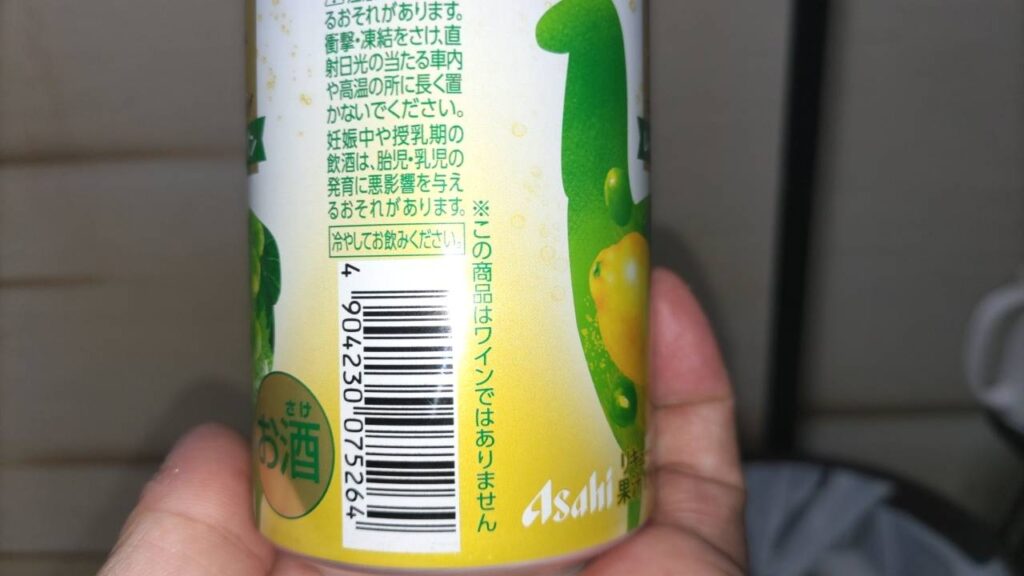 るおそれがあります。
衝撃・凍結をさけ、直
射日光の当たる車内
や高温の所に長く置
かないでください。
妊娠中や授乳期の
飲酒は、胎児・乳児の
発育に悪影響を与え
るおそれがあります。
冷やしてお飲みください。
※この商品はワインではありません
4 904230 075264
さけ
お酒
Asahi